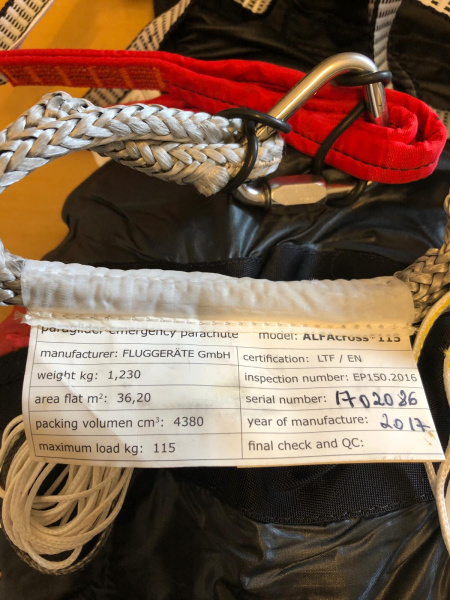 paraglider emergency parachute model: ALFAcross 115
manufacturer: FLUGGERÄTE GmbH certification: LTF / EN
weight kg: 1,230 inspection number: EP150.2016
area flat m²: 36,20 serial number: 1702086
packing volumen cm³: 4380 year of manufacture: 2017
maximum load kg: 115 final check and QC: